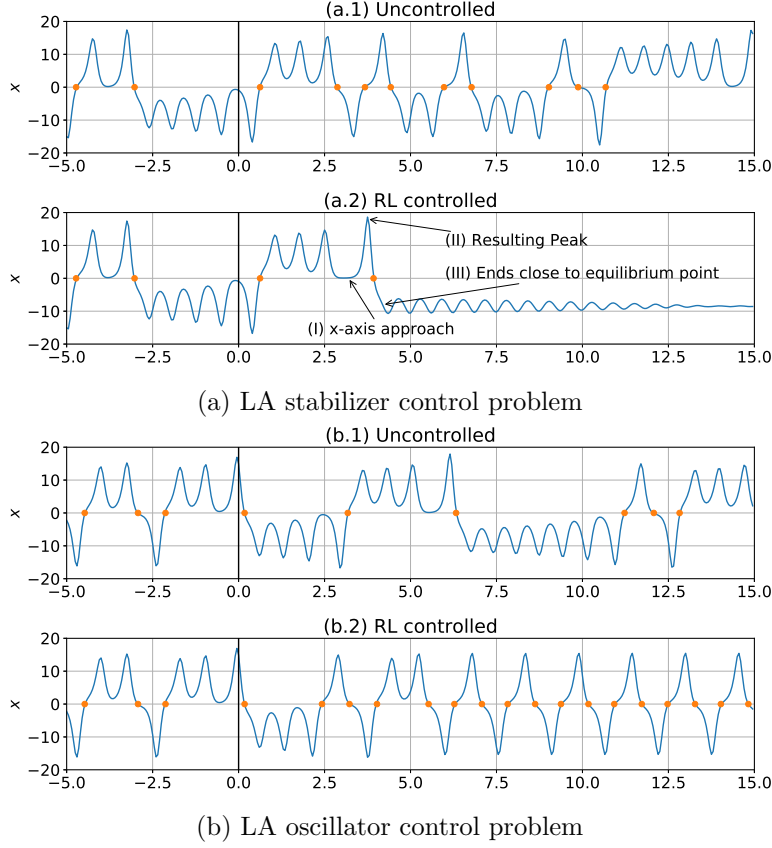 (a.1) Uncontrolled
20
10
0
−10
−20
x
−5.0 −2.5 0.0 2.5 5.0 7.5 10.0 12.5 15.0
(a.2) RL controlled
20
10
0
−10
−20
x
(II) Resulting Peak
(III) Ends close to equilibrium point
(I) x-axis approach
−5.0 −2.5 0.0 2.5 5.0 7.5 10.0 12.5 15.0
(a) LA stabilizer control problem
(b.1) Uncontrolled
20
10
0
−10
−20
x
−5.0 −2.5 0.0 2.5 5.0 7.5 10.0 12.5 15.0
(b.2) RL controlled
20
10
0
−10
−20
x
−5.0 −2.5 0.0 2.5 5.0 7.5 10.0 12.5 15.0
(b) LA oscillator control problem